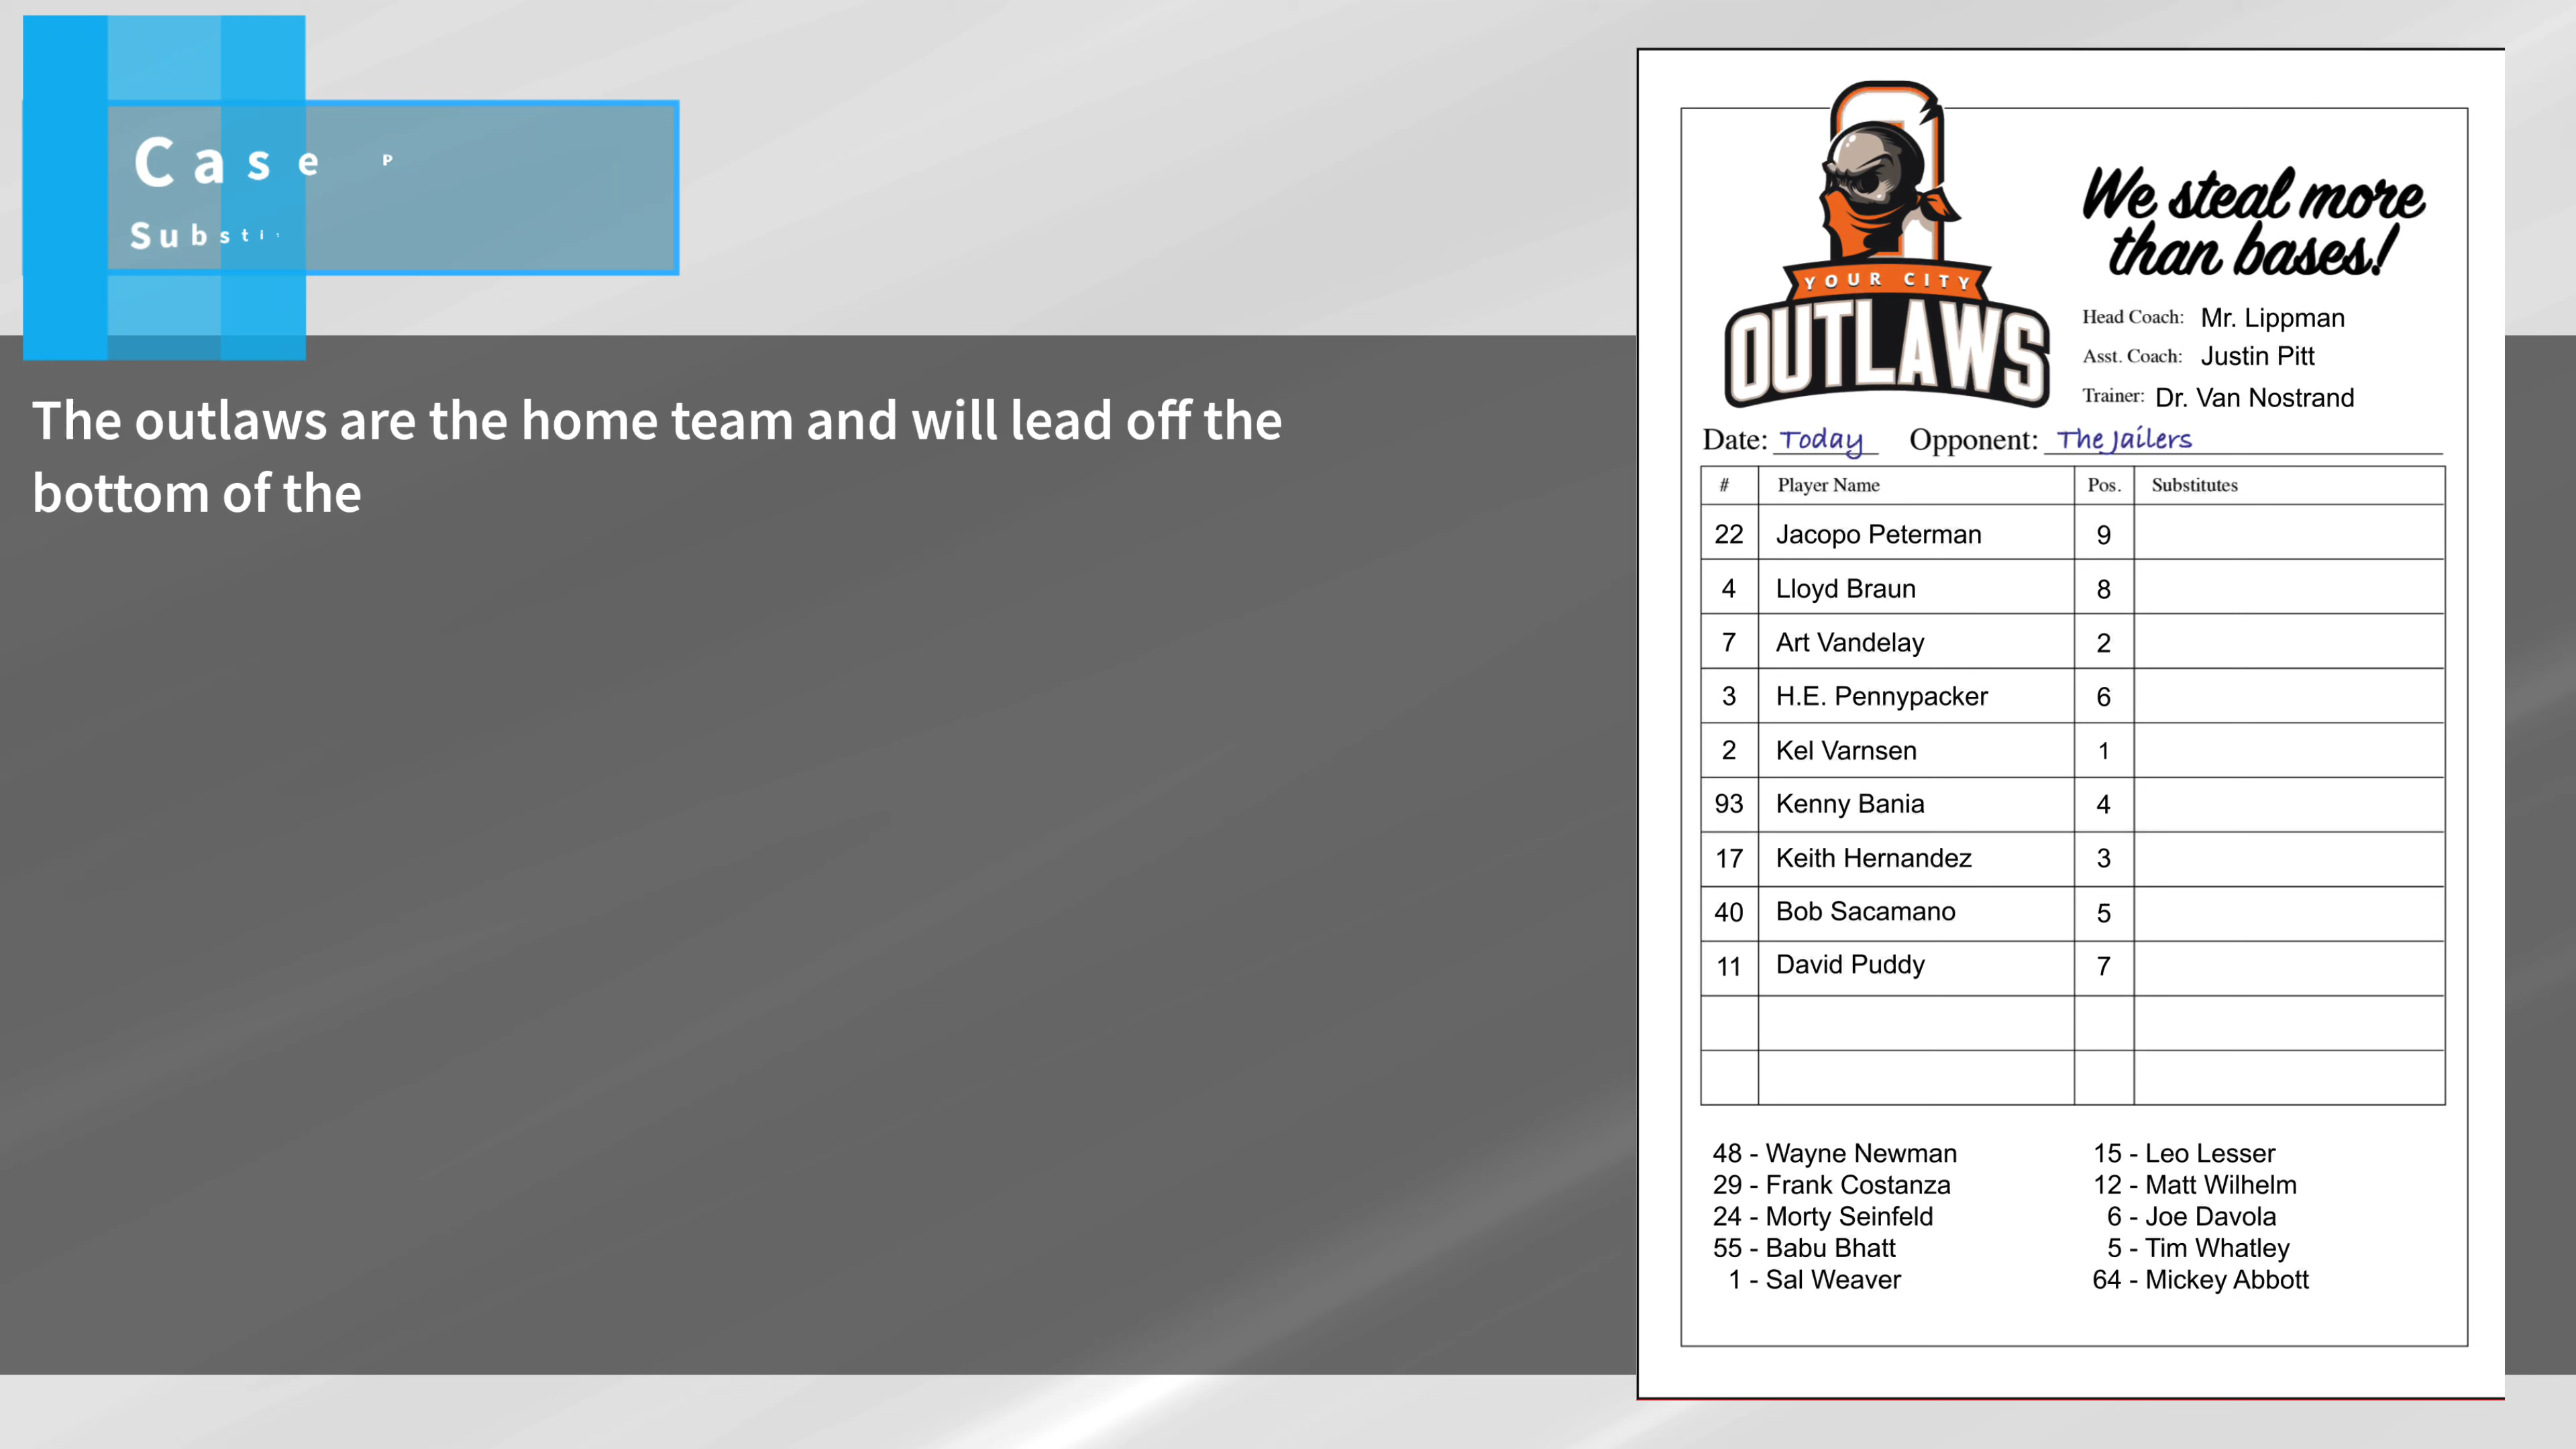 Case P
Substi
The outlaws are the home team and will lead off the
bottom of the
We steal more
than bases!
YOUR CITY
OUTLAWS
Head Coach: Mr. Lippman
Asst. Coach: Justin Pitt
Trainer: Dr. Van Nostrand
Date: Today Opponent: The Jailers
# Player Name Pos. Substitutes
22 Jacopo Peterman 9
4 Lloyd Braun 8
7 Art Vandelay 2
3 H.E. Pennypacker 6
2 Kel Varnsen 1
93 Kenny Bania 4
17 Keith Hernandez 3
40 Bob Sacamano 5
11 David Puddy 7
48 - Wayne Newman 15 - Leo Lesser
29 - Frank Costanza 12 - Matt Wilhelm
24 - Morty Seinfeld 6 - Joe Davola
55 - Babu Bhatt 5 - Tim Whatley
1 - Sal Weaver 64 - Mickey Abbott